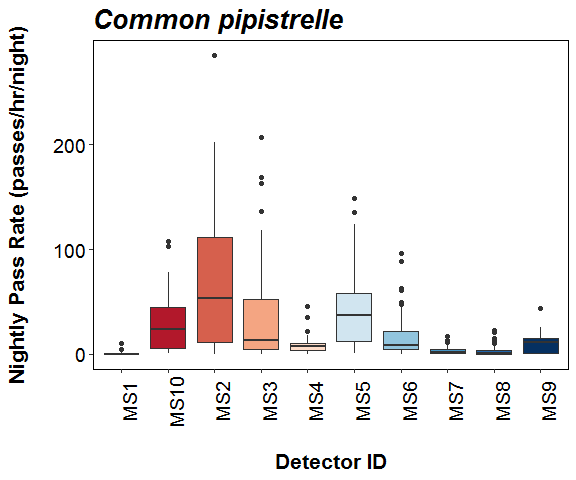 Common pipistrelle
Nightly Pass Rate (passes/hr/night)
200
100
0
MS1
MS10
MS2
MS3
MS4
MS5
MS6
MS7
MS8
MS9
Detector ID